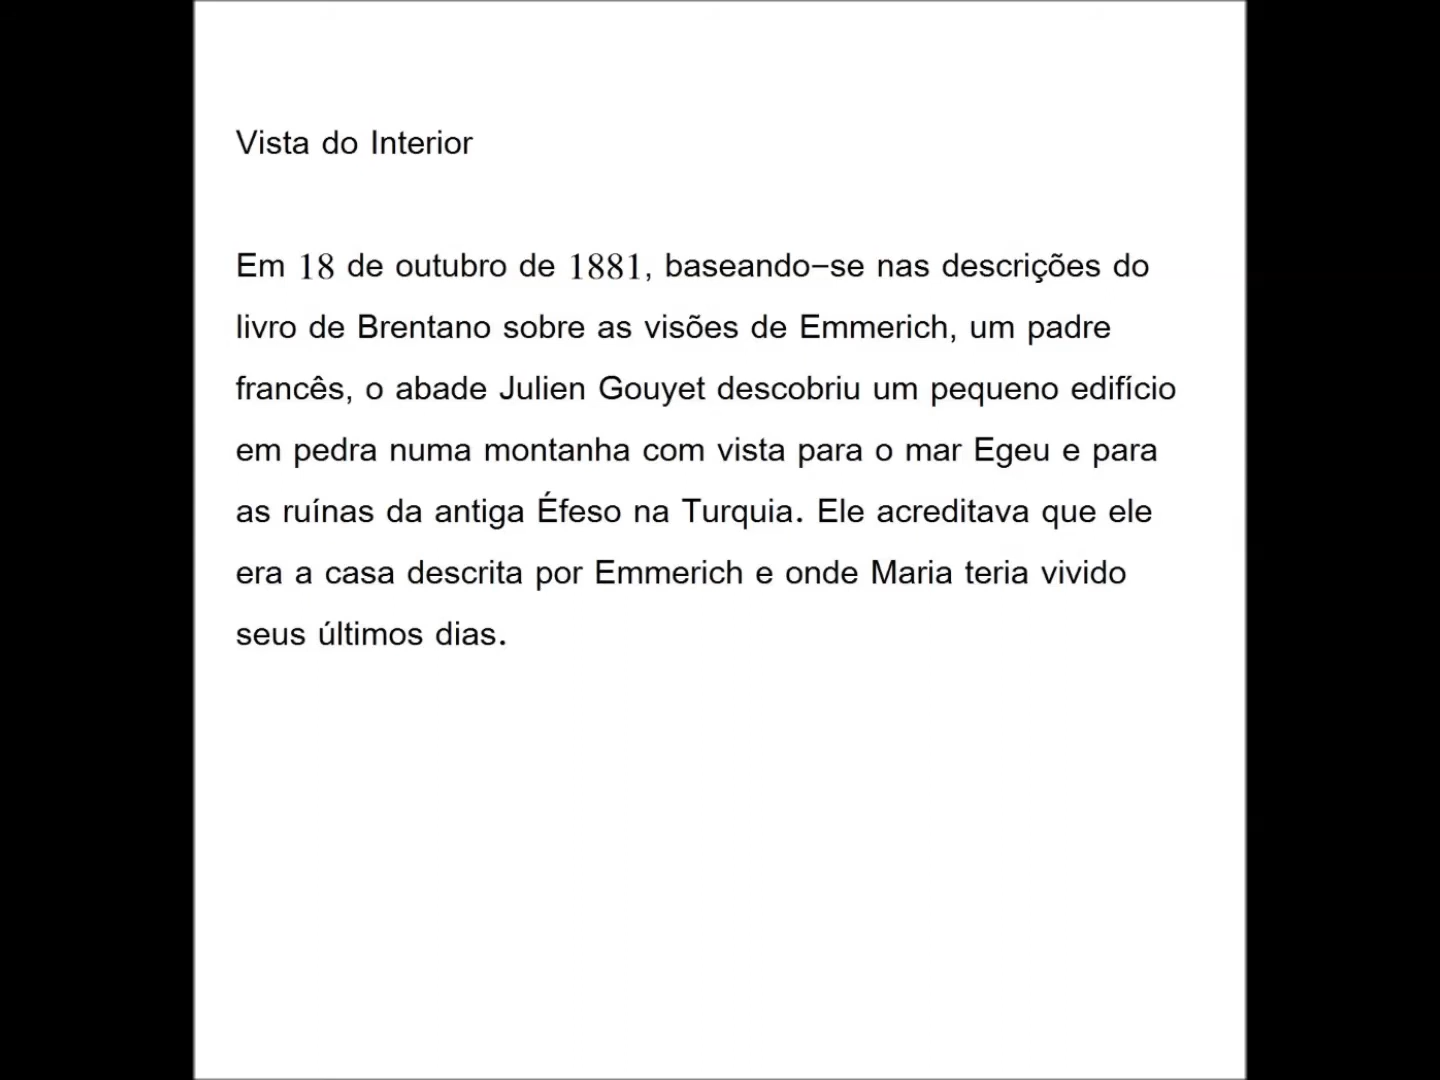 Vista do Interior
Em 18 de outubro de 1881, baseando-se nas descrições do
livro de Brentano sobre as visões de Emmerich, um padre
francês, o abade Julien Gouyet descobriu um pequeno edifício
em pedra numa montanha com vista para o mar Egeu e para
as ruínas da antiga Éfeso na Turquia. Ele acreditava que ele
era a casa descrita por Emmerich e onde Maria teria vivido
seus últimos dias.